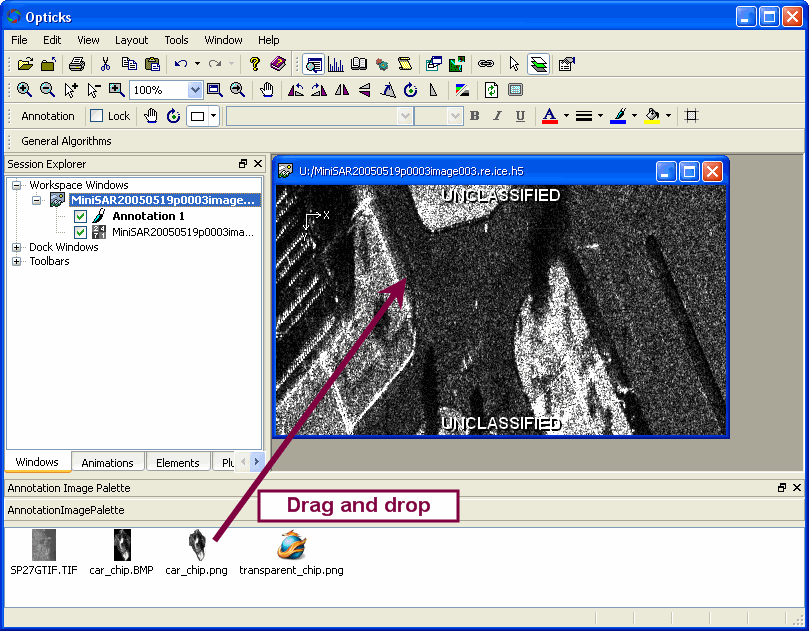 Opticks
File Edit View Layout Tools Window Help
100%
Annotation Lock B I U A
General Algorithms
Session Explorer
Workspace Windows
MiniSAR20050519p0003image...
Annotation 1
MiniSAR20050519p0003ima...
Dock Windows
Toolbars
Windows Animations Elements Plu
U:/MiniSAR20050519p0003image003.re.ice.h5
UNCLASSIFIED
X
UNCLASSIFIED
Annotation Image Palette
AnnotationImagePalette
Drag and drop
SP27GTIF.TIF car_chip.BMP car_chip.png transparent_chip.png